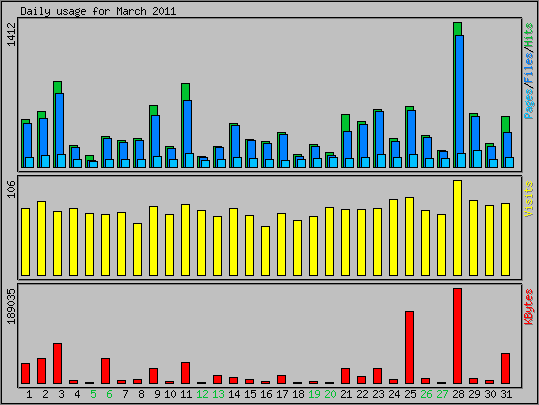 Daily usage for March 2011
1412
Pages/Files/Hits
106
Visits
189035
KBytes
1 2 3 4 5 6 7 8 9 10 11 12 13 14 15 16 17 18 19 20 21 22 23 24 25 26 27 28 29 30 31